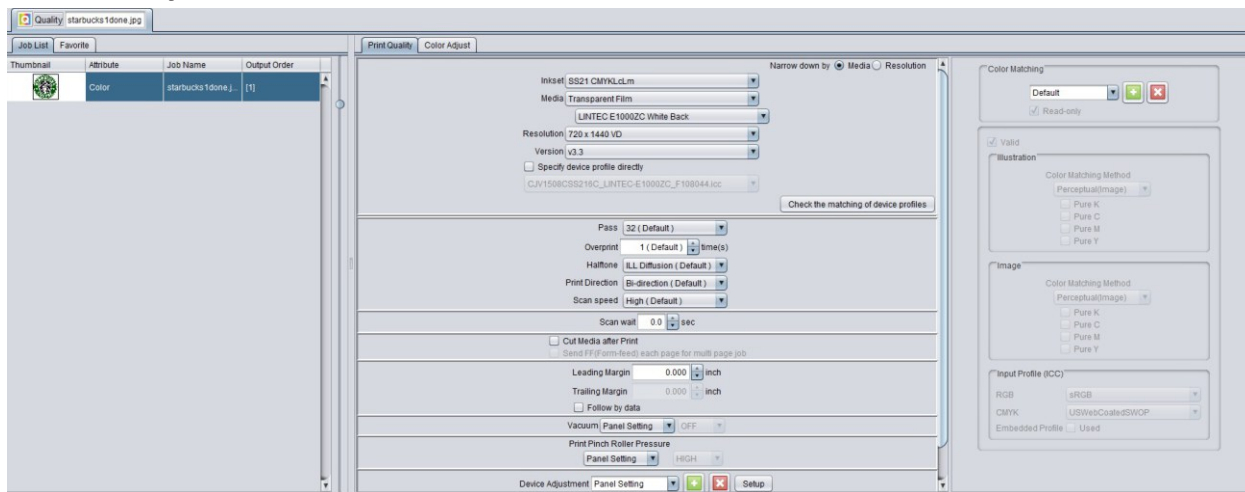 Quality starbucks1done.jpg
Job List Favorite
Thumbnail Attribute Job Name Output Order
Color starbucks1done.j... [1]
Print Quality Color Adjust
Narrow down by Media Resolution
Inkset SS21 CMYKLcLm
Media Transparent Film
LINTEC E1000ZC White Back
Resolution 720 x 1440 VD
Version v3.3
Specify device profile directly
CJV1508CSS216C_LINTEC-E1000ZC_F108044.icc
Check the matching of device profiles
Pass 32 ( Default )
Overprint 1 ( Default ) time(s)
Halftone ILL Diffusion ( Default )
Print Direction Bi-direction ( Default )
Scan speed High ( Default )
Scan wait 0.0 sec
Cut Media after Print
Send FF(Form-feed) each page for multi page job
Leading Margin 0.000 inch
Trailing Margin 0.000 inch
Follow by data
Vacuum Panel Setting OFF
Print Pinch Roller Pressure
Panel Setting HIGH
Device Adjustment Panel Setting Setup
Color Matching
Default
Read-only
Valid
Illustration
Color Matching Method
Perceptual(Image)
Pure K
Pure C
Pure M
Pure Y
Image
Color Matching Method
Perceptual(Image)
Pure K
Pure C
Pure M
Pure Y
Input Profile (ICC)
RGB sRGB
CMYK USWebCoatedSWOP
Embedded Profile Used